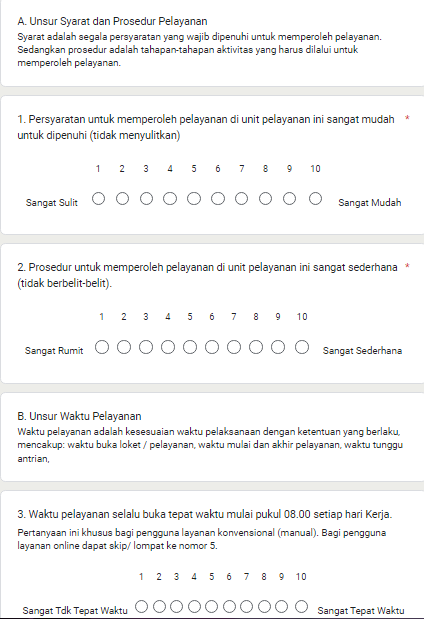 A. Unsur Syarat dan Prosedur Pelayanan
Syarat adalah segala persyaratan yang wajib dipenuhi untuk memperoleh pelayanan.
Sedangkan prosedur adalah tahapan-tahapan aktivitas yang harus dilalui untuk
memperoleh pelayanan.
1. Persyaratan untuk memperoleh pelayanan di unit pelayanan ini sangat mudah *
untuk dipenuhi (tidak menyulitkan)
1 2 3 4 5 6 7 8 9 10
Sangat Sulit Sangat Mudah
2. Prosedur untuk memperoleh pelayanan di unit pelayanan ini sangat sederhana *
(tidak berbelit-belit).
1 2 3 4 5 6 7 8 9 10
Sangat Rumit Sangat Sederhana
B. Unsur Waktu Pelayanan
Waktu pelayanan adalah kesesuaian waktu pelaksanaan dengan ketentuan yang berlaku,
mencakup: waktu buka loket / pelayanan, waktu mulai dan akhir pelayanan, waktu tunggu
antrian,
3. Waktu pelayanan selalu buka tepat waktu mulai pukul 08.00 setiap hari Kerja.
Pertanyaan ini khusus bagi pengguna layanan konvensional (manual). Bagi pengguna
layanan online dapat skip/ lompat ke nomor 5.
1 2 3 4 5 6 7 8 9 10
Sangat Tdk Tepat Waktu Sangat Tepat Waktu